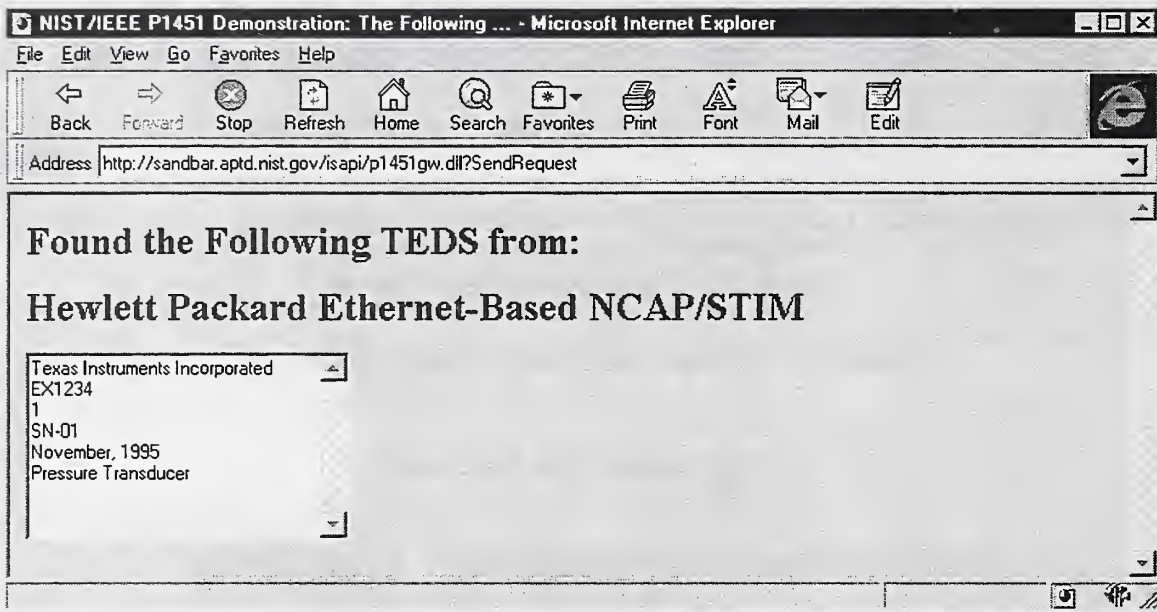 NIST/IEEE P1451 Demonstration: The Following ... - Microsoft Internet Explorer
File Edit View Go Favorites Help
Back Forward Stop Refresh Home Search Favorites Print Font Mail Edit
Address http://sandbar.aptd.nist.gov/isapi/p1451gw.dll?SendRequest
Found the Following TEDS from:
Hewlett Packard Ethernet-Based NCAP/STIM
Texas Instruments Incorporated
EX1234
1
SN-01
November, 1995
Pressure Transducer